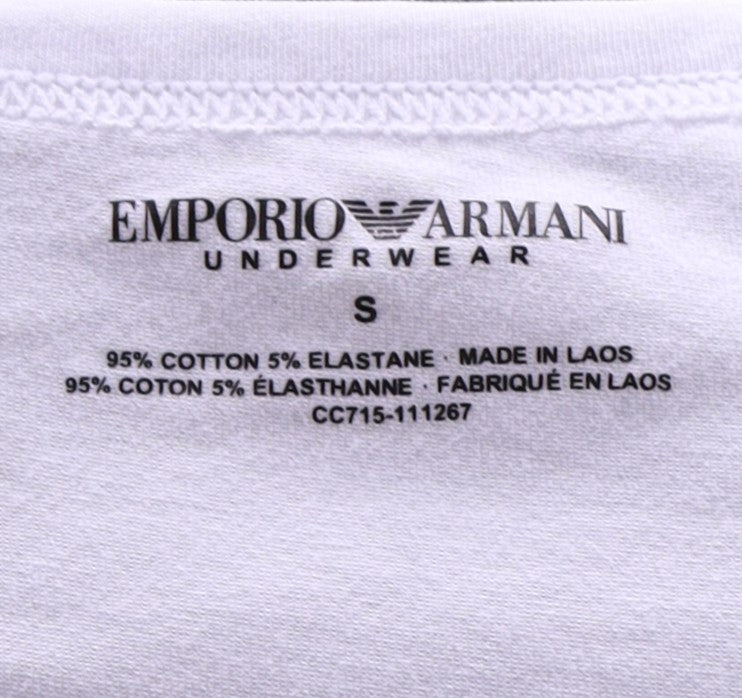 EMPORIO ARMANI
UNDERWEAR
S
95% COTTON 5% ELASTANE · MADE IN LAOS
95% COTON 5% ÉLASTHANNE · FABRIQUÉ EN LAOS
CC715-111267